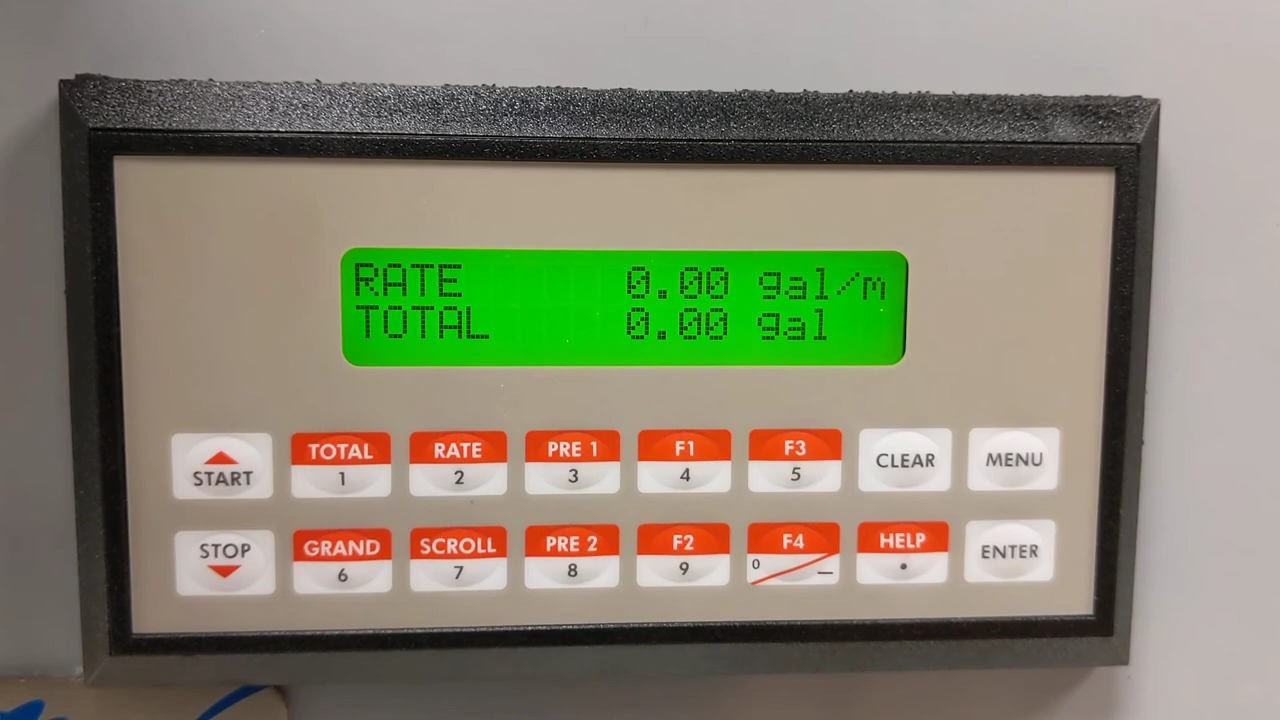 RATE 0.00 gal/m
TOTAL 0.00 gal
START TOTAL 1 RATE 2 PRE 1 3 F1 4 F3 5 CLEAR MENU
STOP GRAND 6 SCROLL 7 PRE 2 8 F2 9 F4 0 — HELP • ENTER